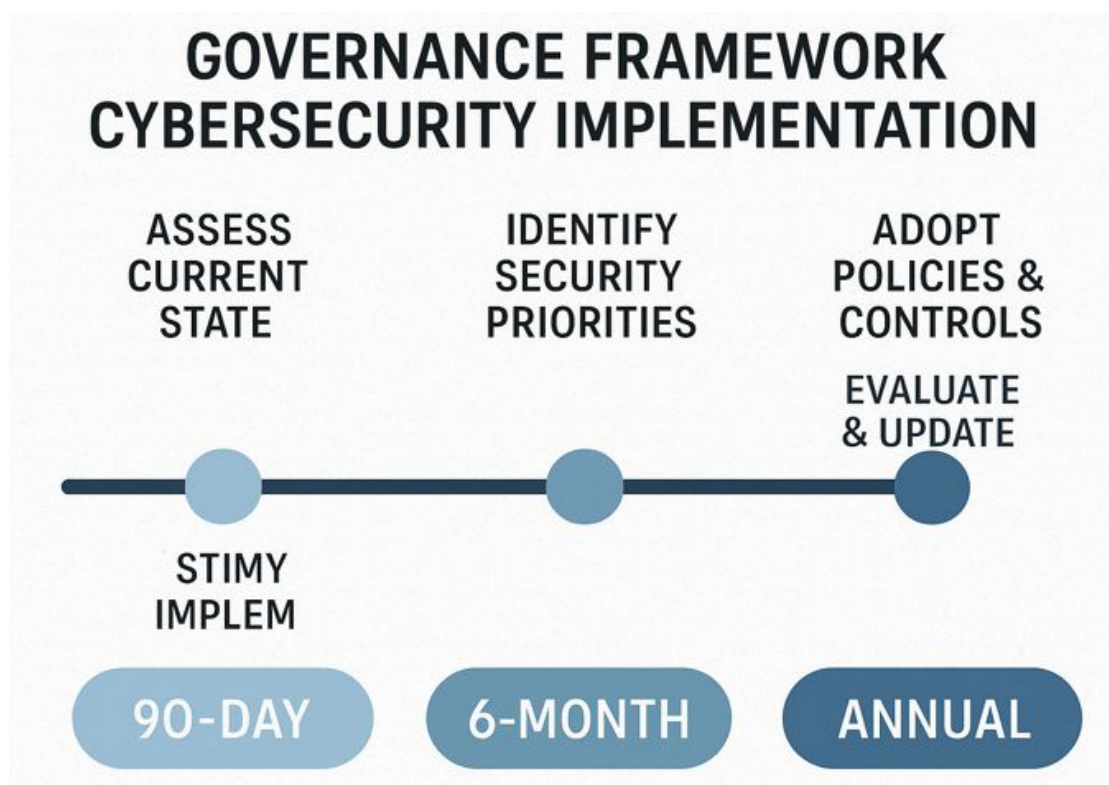 GOVERNANCE FRAMEWORK
CYBERSECURITY IMPLEMENTATION
ASSESS
CURRENT
STATE
IDENTIFY
SECURITY
PRIORITIES
ADOPT
POLICIES &
CONTROLS
EVALUATE
& UPDATE
STIMY
IMPLEM
90-DAY
6-MONTH
ANNUAL